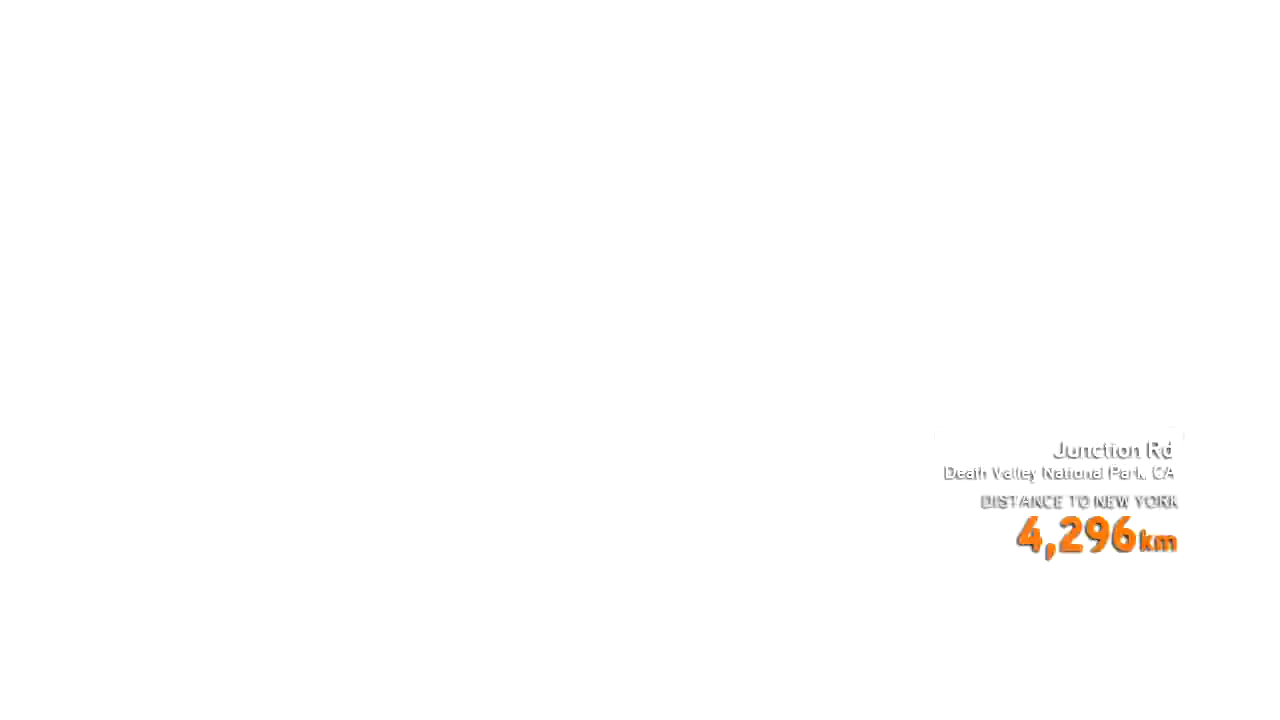 Junction Rd
Death Valley National Park, CA
DISTANCE TO NEW YORK
4,296km